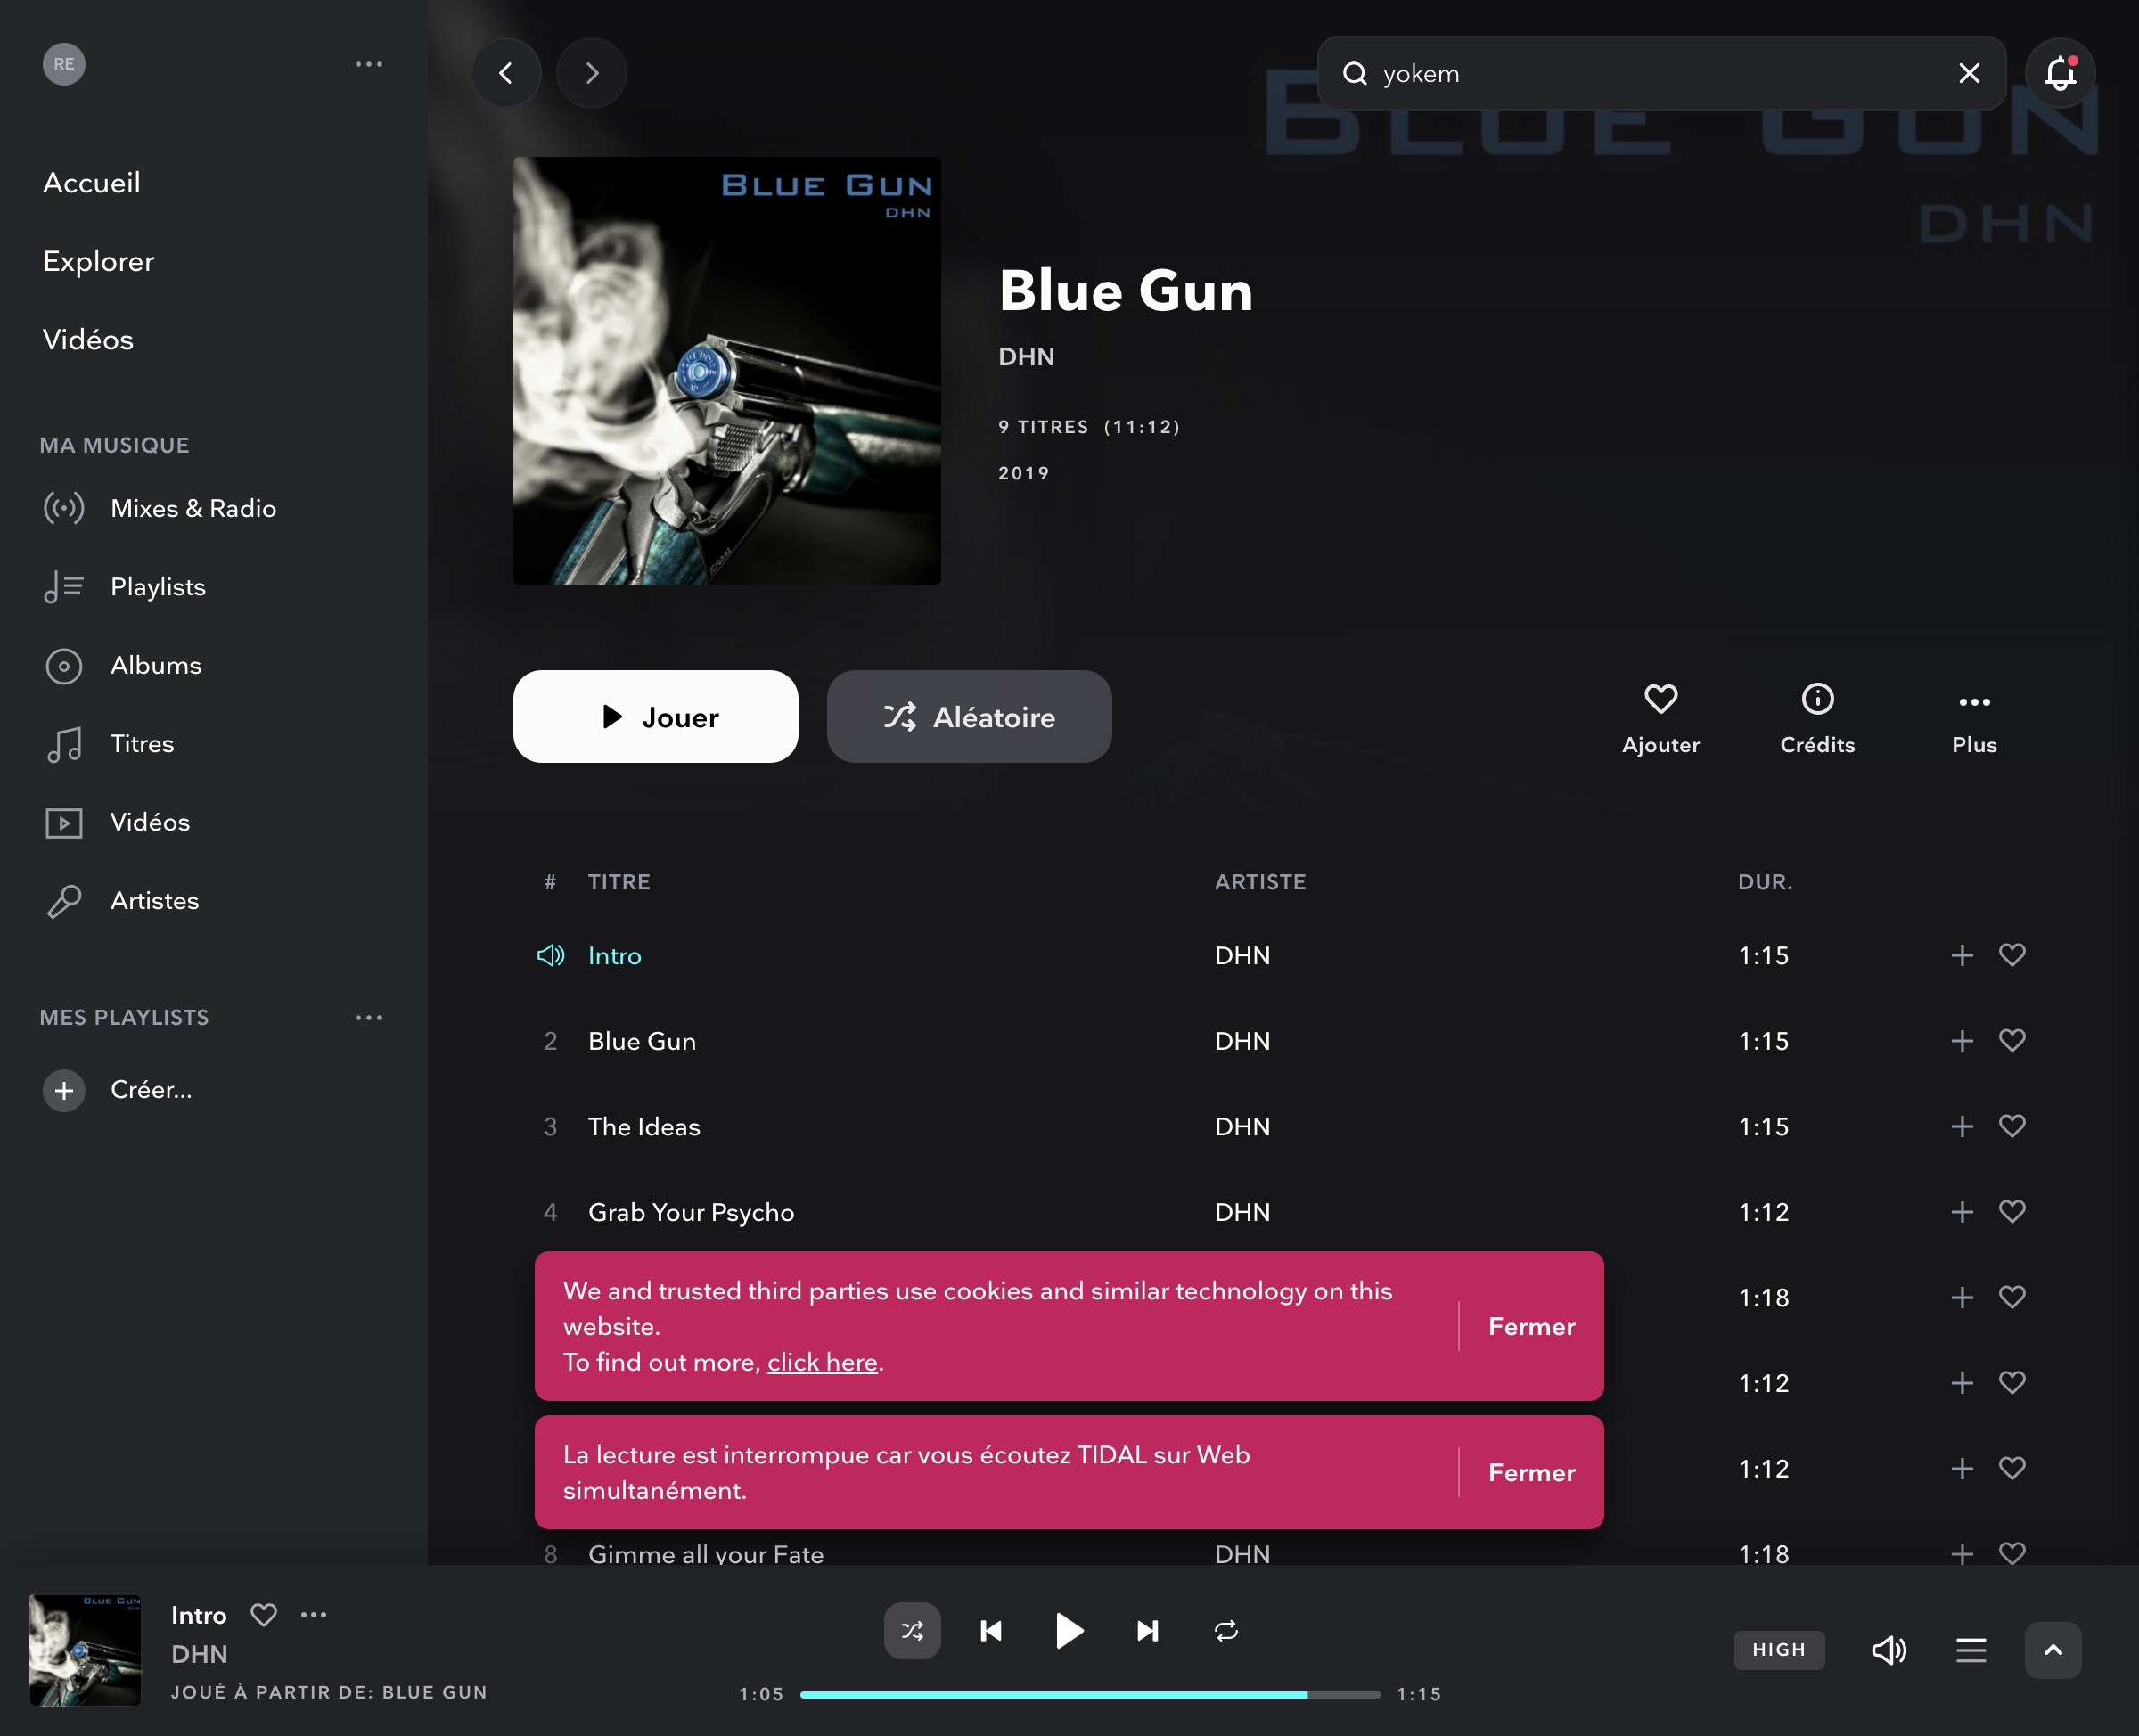 RE
yokem
BLUE GUN
DHN
Accueil
Explorer
Vidéos
MA MUSIQUE
Mixes & Radio
Playlists
Albums
Titres
Vidéos
Artistes
MES PLAYLISTS
Créer...
BLUE GUN
DHN
Blue Gun
DHN
9 TITRES (11:12)
2019
Jouer
Aléatoire
Ajouter
Crédits
Plus
# TITRE ARTISTE DUR.
Intro DHN 1:15
2 Blue Gun DHN 1:15
3 The Ideas DHN 1:15
4 Grab Your Psycho DHN 1:12
1:18
1:12
1:12
We and trusted third parties use cookies and similar technology on this
website.
To find out more, click here.
Fermer
La lecture est interrompue car vous écoutez TIDAL sur Web
simultanément.
Fermer
8 Gimme all your Fate DHN 1:18
BLUE GUN
Intro
DHN
JOUÉ À PARTIR DE: BLUE GUN
1:05
1:15
HIGH